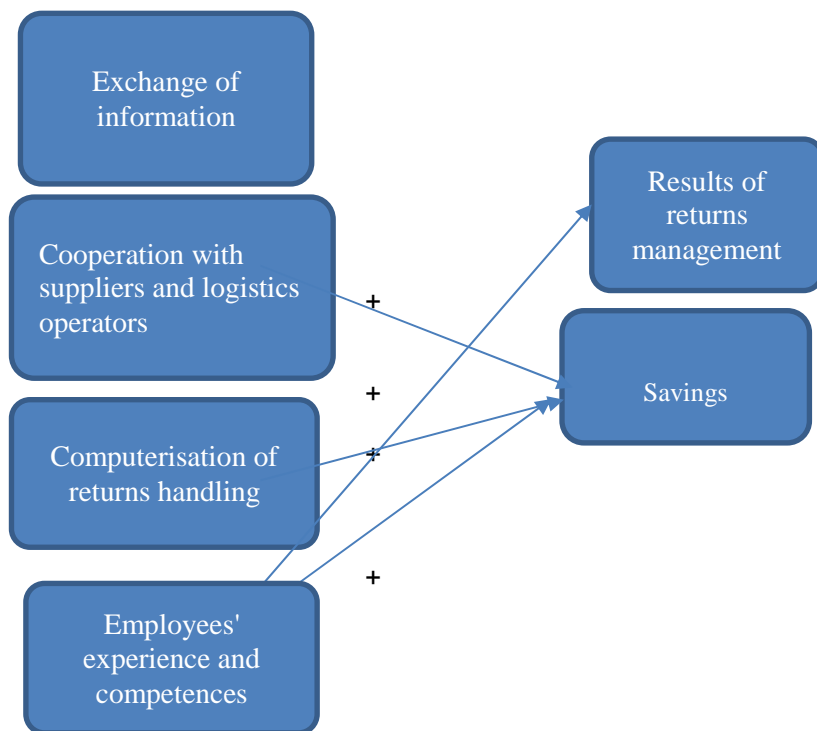 Exchange of
information
Cooperation with
suppliers and logistics
operators
Computerisation of
returns handling
Employees'
experience and
competences
+
+
+
+
Results of
returns
management
Savings